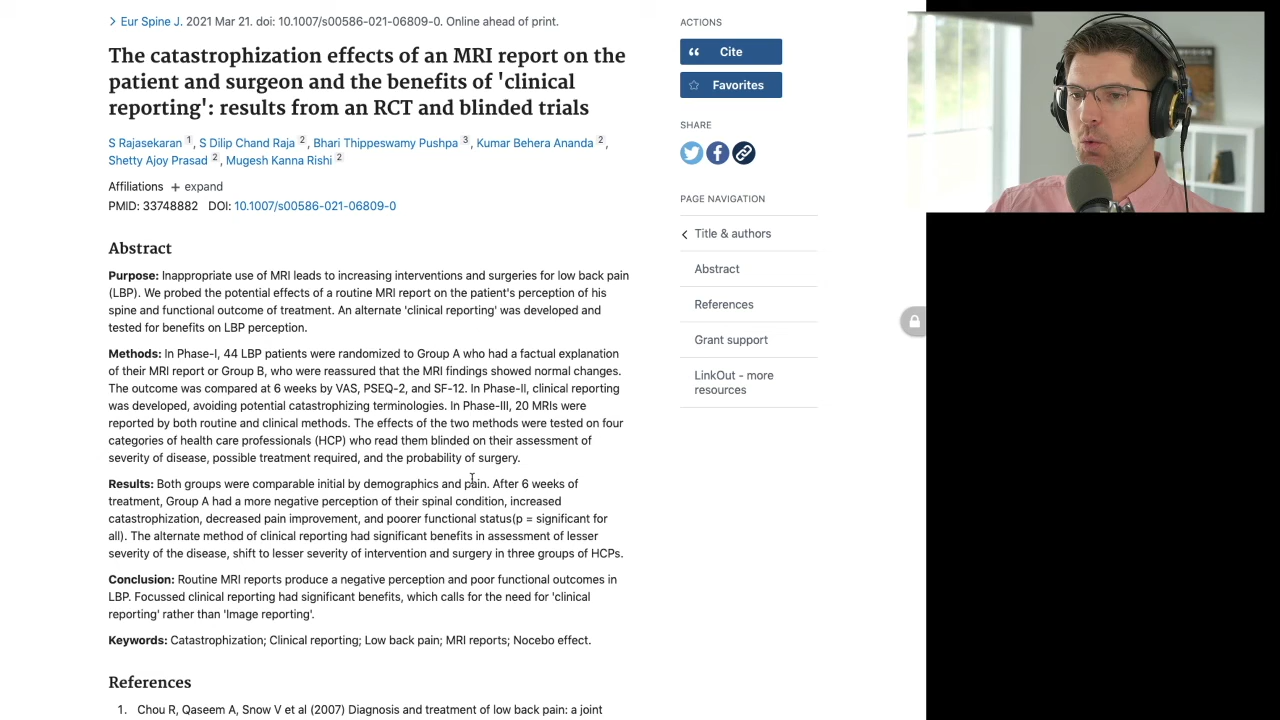 Eur Spine J. 2021 Mar 21. doi: 10.1007/s00586-021-06809-0. Online ahead of print.
The catastrophization effects of an MRI report on the
patient and surgeon and the benefits of 'clinical
reporting': results from an RCT and blinded trials
S Rajasekaran 1, S Dilip Chand Raja 2, Bhari Thippeswamy Pushpa 3, Kumar Behera Ananda 2,
Shetty Ajoy Prasad 2, Mugesh Kanna Rishi 2
Affiliations + expand
PMID: 33748882 DOI: 10.1007/s00586-021-06809-0
Abstract
Purpose: Inappropriate use of MRI leads to increasing interventions and surgeries for low back pain
(LBP). We probed the potential effects of a routine MRI report on the patient's perception of his
spine and functional outcome of treatment. An alternate 'clinical reporting' was developed and
tested for benefits on LBP perception.
Methods: In Phase-I, 44 LBP patients were randomized to Group A who had a factual explanation
of their MRI report or Group B, who were reassured that the MRI findings showed normal changes.
The outcome was compared at 6 weeks by VAS, PSEQ-2, and SF-12. In Phase-II, clinical reporting
was developed, avoiding potential catastrophizing terminologies. In Phase-III, 20 MRIs were
reported by both routine and clinical methods. The effects of the two methods were tested on four
categories of health care professionals (HCP) who read them blinded on their assessment of
severity of disease, possible treatment required, and the probability of surgery.
Results: Both groups were comparable initial by demographics and pain. After 6 weeks of
treatment, Group A had a more negative perception of their spinal condition, increased
catastrophization, decreased pain improvement, and poorer functional status(p = significant for
all). The alternate method of clinical reporting had significant benefits in assessment of lesser
severity of the disease, shift to lesser severity of intervention and surgery in three groups of HCPs.
Conclusion: Routine MRI reports produce a negative perception and poor functional outcomes in
LBP. Focussed clinical reporting had significant benefits, which calls for the need for 'clinical
reporting' rather than 'Image reporting'.
Keywords: Catastrophization; Clinical reporting; Low back pain; MRI reports; Nocebo effect.
References
1. Chou R, Qaseem A, Snow V et al (2007) Diagnosis and treatment of low back pain: a joint
ACTIONS
Cite
Favorites
SHARE
PAGE NAVIGATION
Title & authors
Abstract
References
Grant support
LinkOut - more
resources